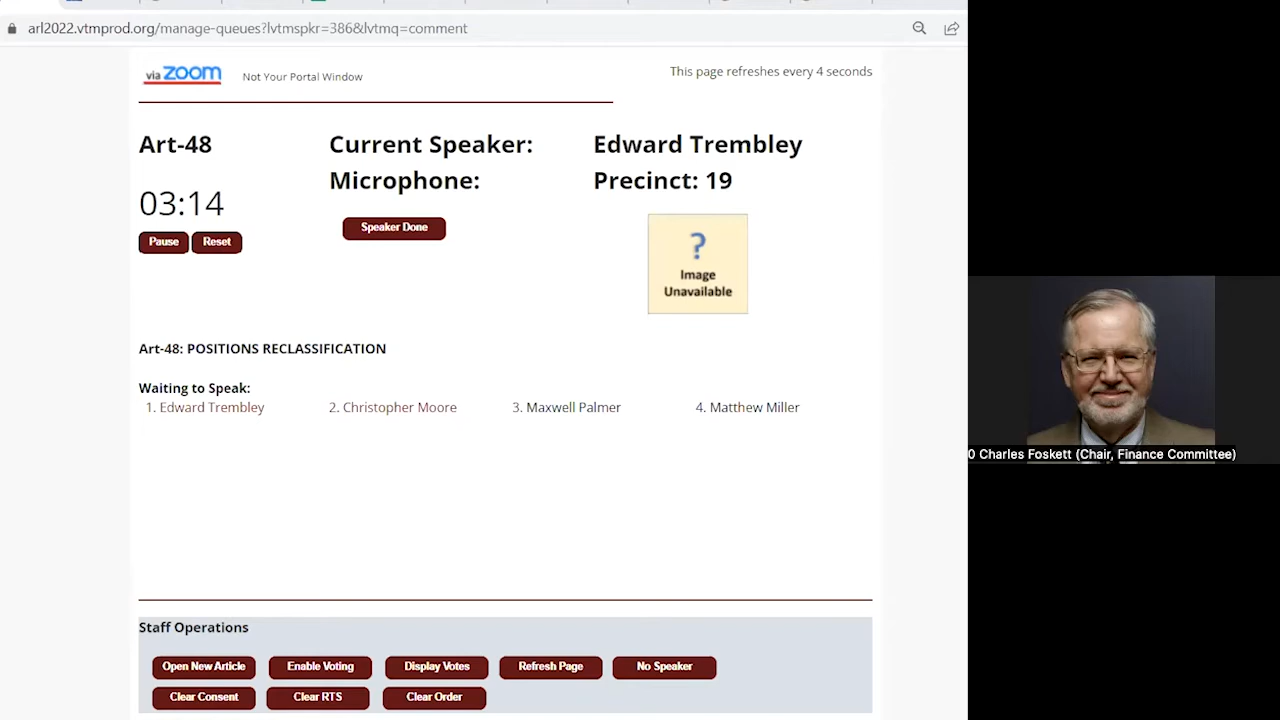 arl2022.vtmprod.org/manage-queues?lvtmspkr=386&lvtmq=comment
via zoom
Not Your Portal Window
This page refreshes every 4 seconds
Art-48
Current Speaker:
Edward Trembley
03:14
Microphone:
Precinct: 19
Pause
Reset
Speaker Done
?
Image
Unavailable
Art-48: POSITIONS RECLASSIFICATION
Waiting to Speak:
1. Edward Trembley
2. Christopher Moore
3. Maxwell Palmer
4. Matthew Miller
0 Charles Foskett (Chair, Finance Committee)
Staff Operations
Open New Article
Enable Voting
Display Votes
Refresh Page
No Speaker
Clear Consent
Clear RTS
Clear Order